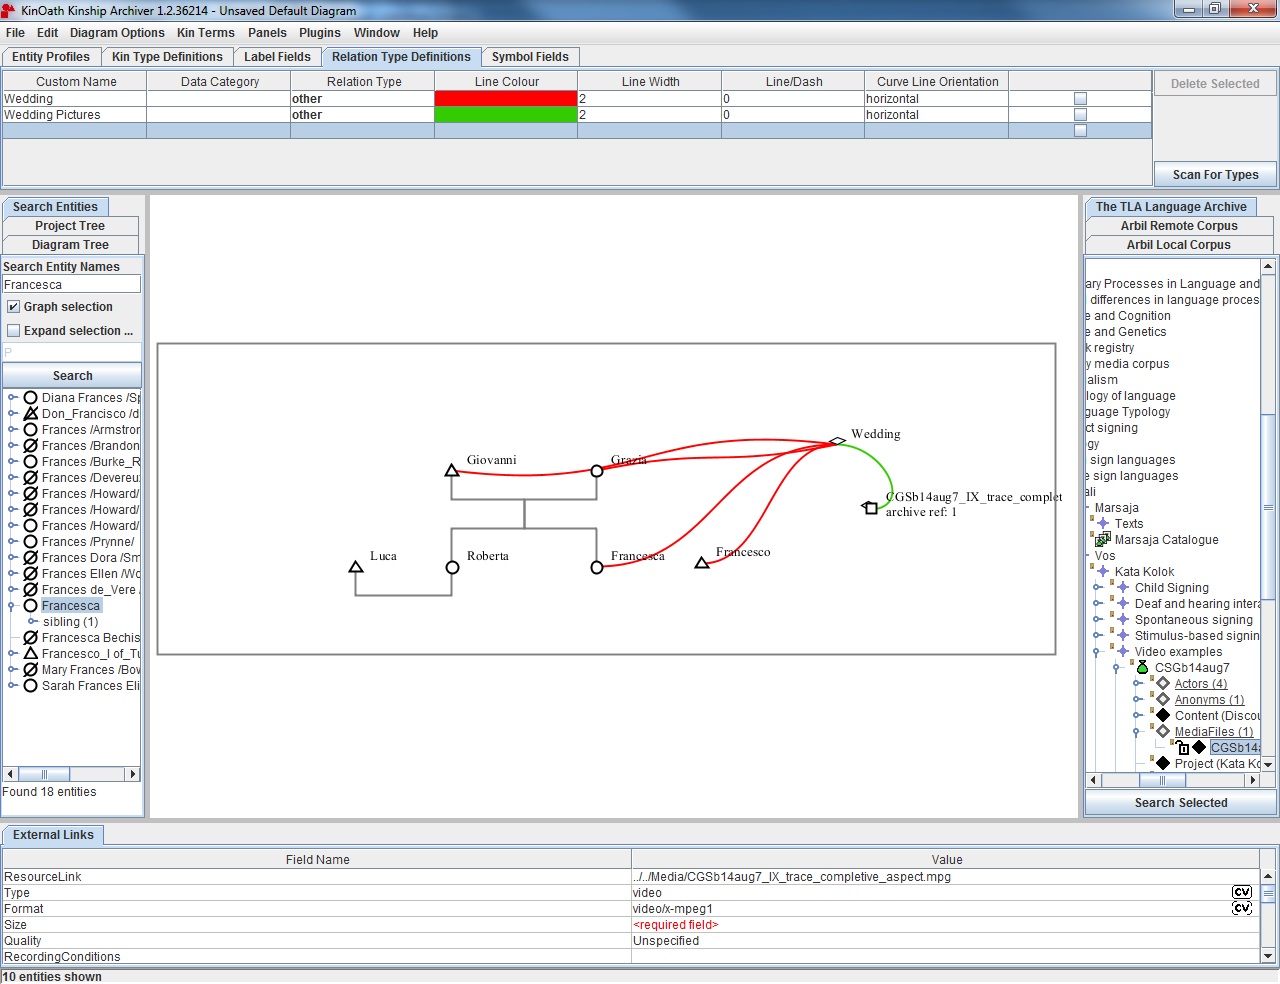 KinOath Kinship Archiver 1.2.36214 - Unsaved Default Diagram
File Edit Diagram Options Kin Terms Panels Plugins Window Help
Entity Profiles Kin Type Definitions Label Fields Relation Type Definitions Symbol Fields
Custom Name Data Category Relation Type Line Colour Line Width Line/Dash Curve Line Orientation
Wedding other 2 0 horizontal
Wedding Pictures other 2 0 horizontal
Delete Selected
Scan For Types
Search Entities
Project Tree
Diagram Tree
Search Entity Names
Francesca
Graph selection
Expand selection ...
P
Search
Diana Frances /Sp
Don_Francisco /d
Frances /Armstror
Frances /Brandon
Frances /Burke_R
Frances /Devereu
Frances /Howard/
Frances /Howard/
Frances /Howard/
Frances /Prynne/
Frances Dora /Sm
Frances Ellen /Wo
Frances de_Vere
Francesca
sibling (1)
Francesca Bechis
Francesco_I of_Tu
Mary Frances /Bow
Sarah Frances Eli
Found 18 entities
Wedding
Giovanni
Grazia
CGSb14aug7_IX_trace_complet
archive ref: 1
Luca
Roberta
Francesca
Francesco
The TLA Language Archive
Arbil Remote Corpus
Arbil Local Corpus
ary Processes in Language and
differences in language proces
e and Cognition
e and Genetics
k registry
y media corpus
alism
logy of language
guage Typology
ct signing
gy
sign languages
e sign languages
ali
Marsaja
Texts
Marsaja Catalogue
Vos
Kata Kolok
Child Signing
Deaf and hearing intera
Spontaneous signing
Stimulus-based signin
Video examples
CSGb14aug7
Actors (4)
Anonyms (1)
Content (Discou
MediaFiles (1)
CGSb14a
Project (Kata Ko
Search Selected
External Links
Field Name Value
ResourceLink ../../Media/CGSb14aug7_IX_trace_completive_aspect.mpg
Type video CV
Format video/x-mpeg1 CV
Size <required field>
Quality Unspecified
RecordingConditions
10 entities shown